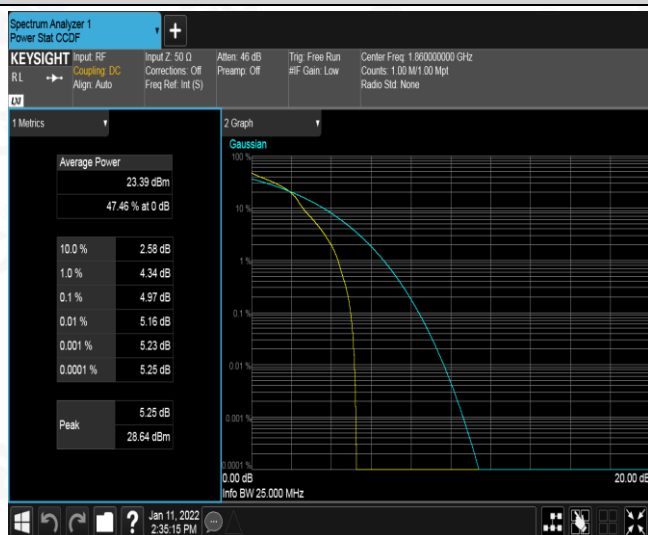 Spectrum Analyzer 1
Power Stat CCDF
KEYSIGHT
RL
LXI
Input: RF
Coupling: DC
Align: Auto
Input Z: 50 Ω
Corrections: Off
Freq Ref: Int (S)
Atten: 46 dB
Preamp: Off
Trig: Free Run
#IF Gain: Low
Center Freq: 1.860000000 GHz
Counts: 1.00 M/1.00 Mpt
Radio Std: None
1 Metrics
Average Power
23.39 dBm
47.46 % at 0 dB
10.0 % 2.58 dB
1.0 % 4.34 dB
0.1 % 4.97 dB
0.01 % 5.16 dB
0.001 % 5.23 dB
0.0001 % 5.25 dB
Peak
5.25 dB
28.64 dBm
2 Graph
Gaussian
100 %
10 %
1 %
0.1 %
0.01 %
0.001 %
0.0001 %
0.00 dB
20.00 dB
Info BW 25.000 MHz
?
Jan 11, 2022
2:35:15 PM